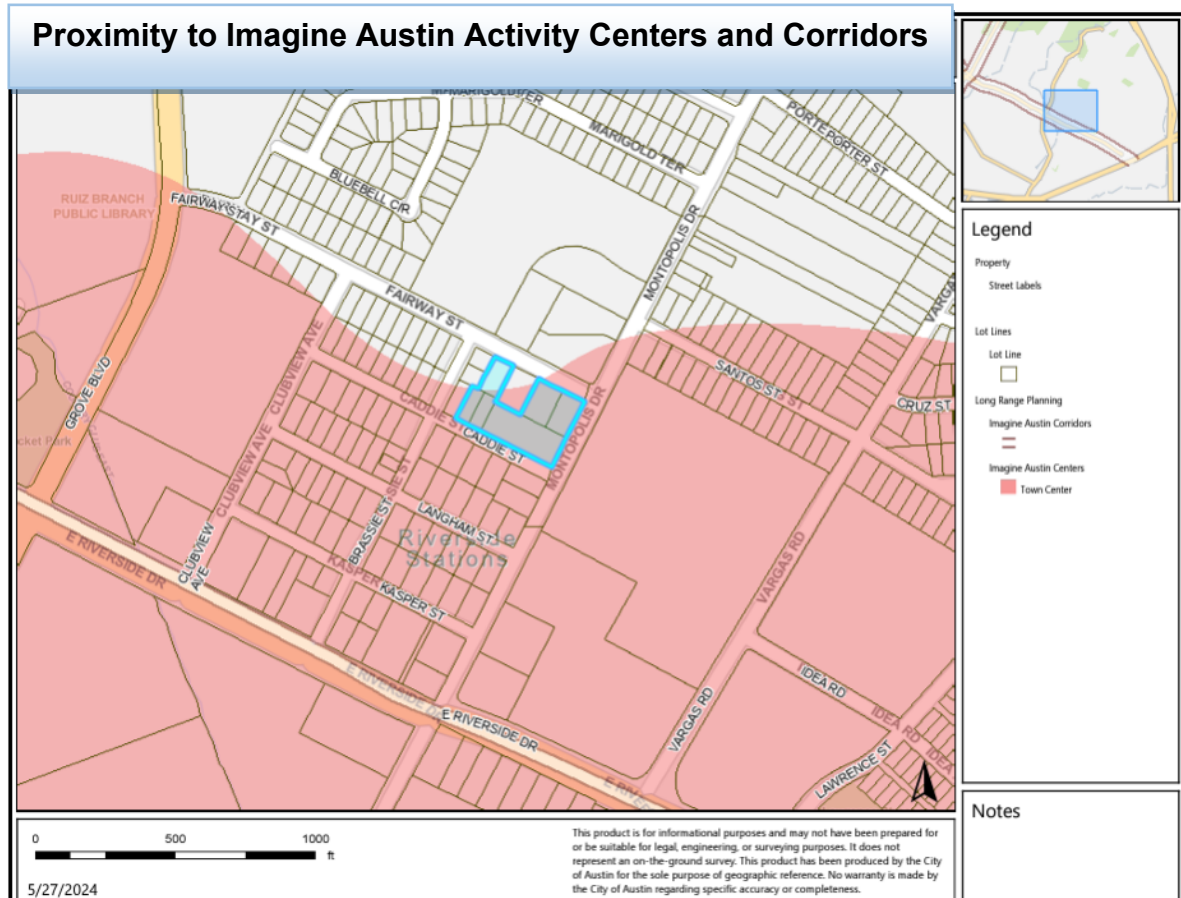 Proximity to Imagine Austin Activity Centers and Corridors
MARIGOLD TER
MARIGOLD TER
PORTER ST
BLUEBELL CIR
RUIZ BRANCH
PUBLIC LIBRARY
FAIRWAY ST
MONTOPOLIS DR
FAIRWAY ST
VARGAS
GROVE BLVD
CLUBVIEW AVE
CLUBVIEW AVE
CADDIE ST
CADDIE ST
MONTOPOLIS DR
SANTOS ST
CRUZ ST
cket Park
BRASSIE ST
LANGHAM ST
Riverside
Stations
E RIVERSIDE DR
CLUBVIEW
AVE
KASPER
KASPER ST
VARGAS RD
E RIVERSIDE DR
E RIVERSIDE DR
VARGAS RD
IDEA RD
IDEA RD
IDEA
LAWRENCE ST
E RIVER
Legend
Property
Street Labels
Lot Lines
Lot Line
Long Range Planning
Imagine Austin Corridors
Imagine Austin Centers
Town Center
Notes
0 500 1000
ft
5/27/2024
This product is for informational purposes and may not have been prepared for
or be suitable for legal, engineering, or surveying purposes. It does not
represent an on-the-ground survey. This product has been produced by the City
of Austin for the sole purpose of geographic reference. No warranty is made by
the City of Austin regarding specific accuracy or completeness.